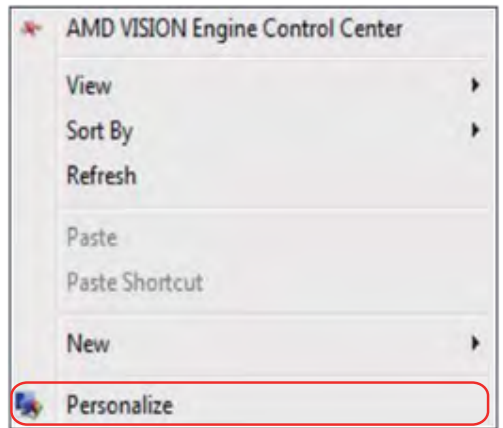 AMD VISION Engine Control Center
View
Sort By
Refresh
Paste
Paste Shortcut
New
Personalize